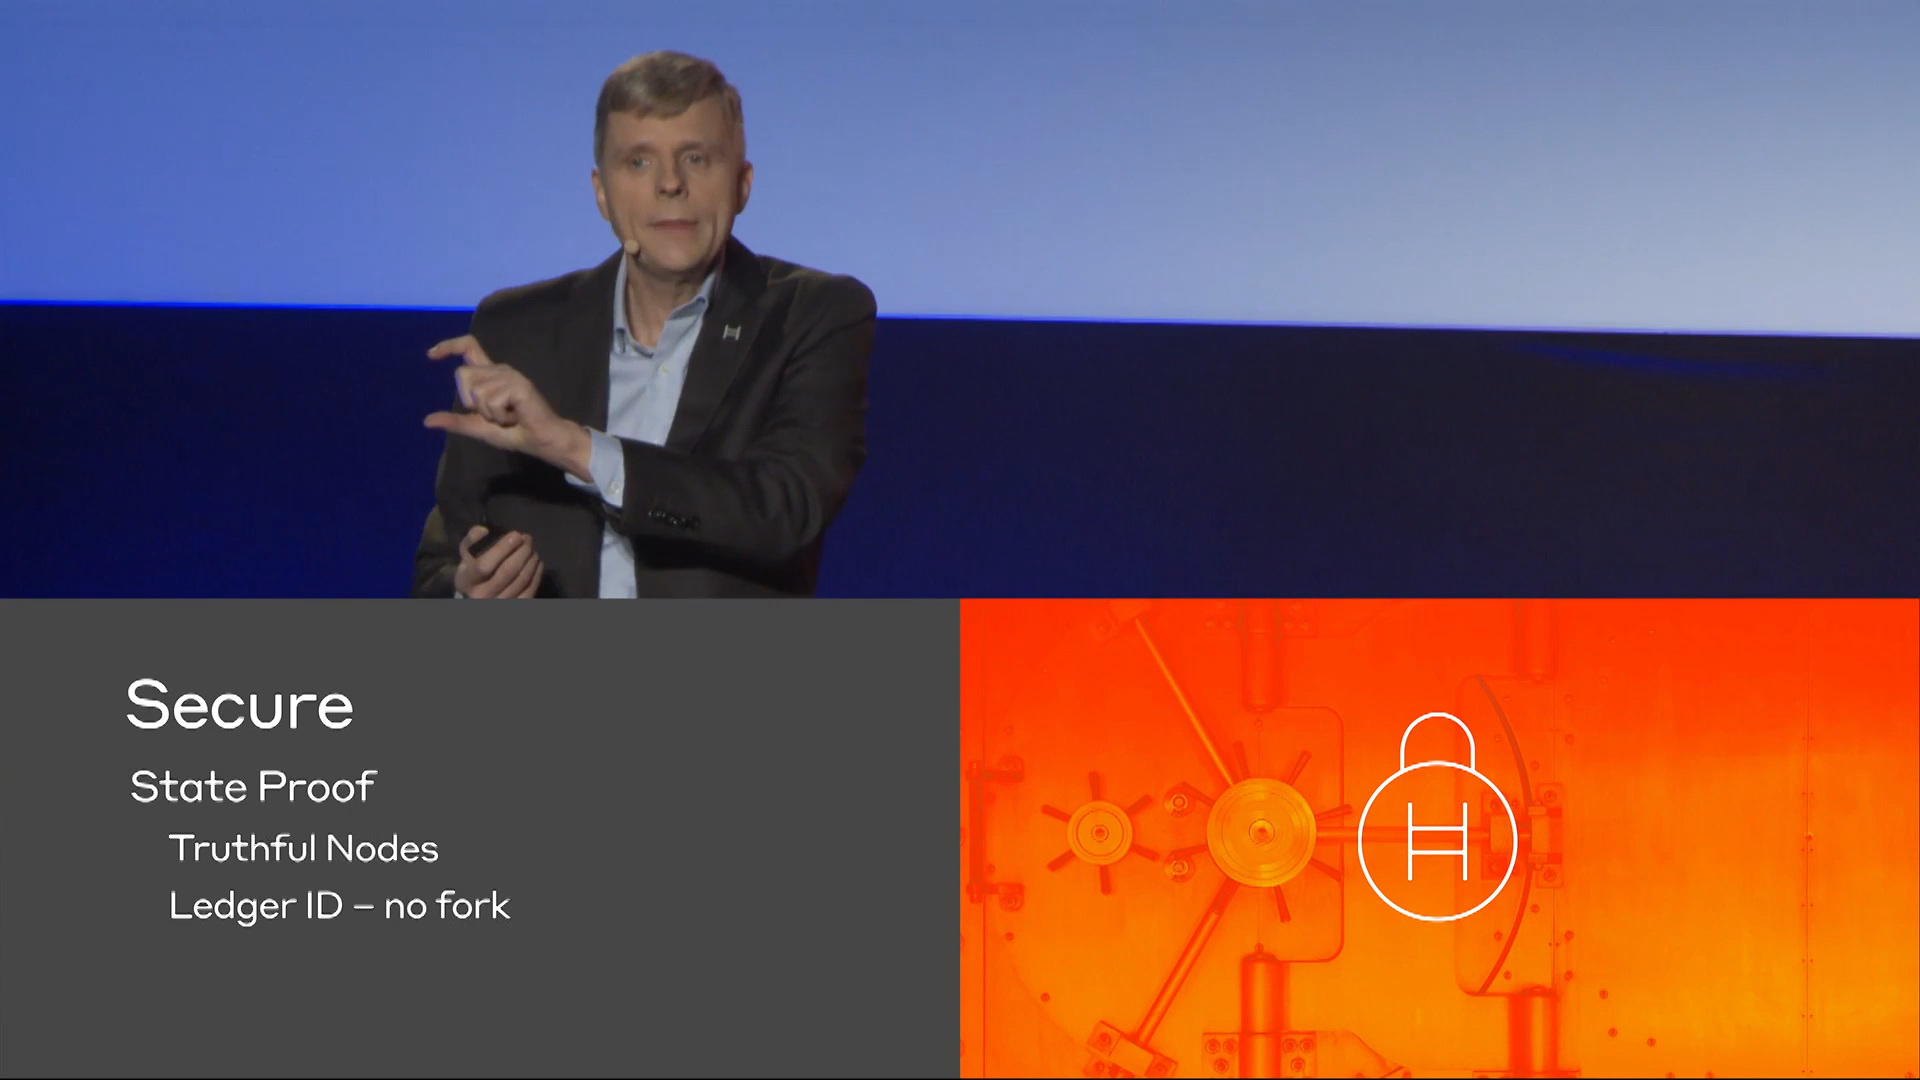 Secure
State Proof
Truthful Nodes
Ledger ID – no fork
H